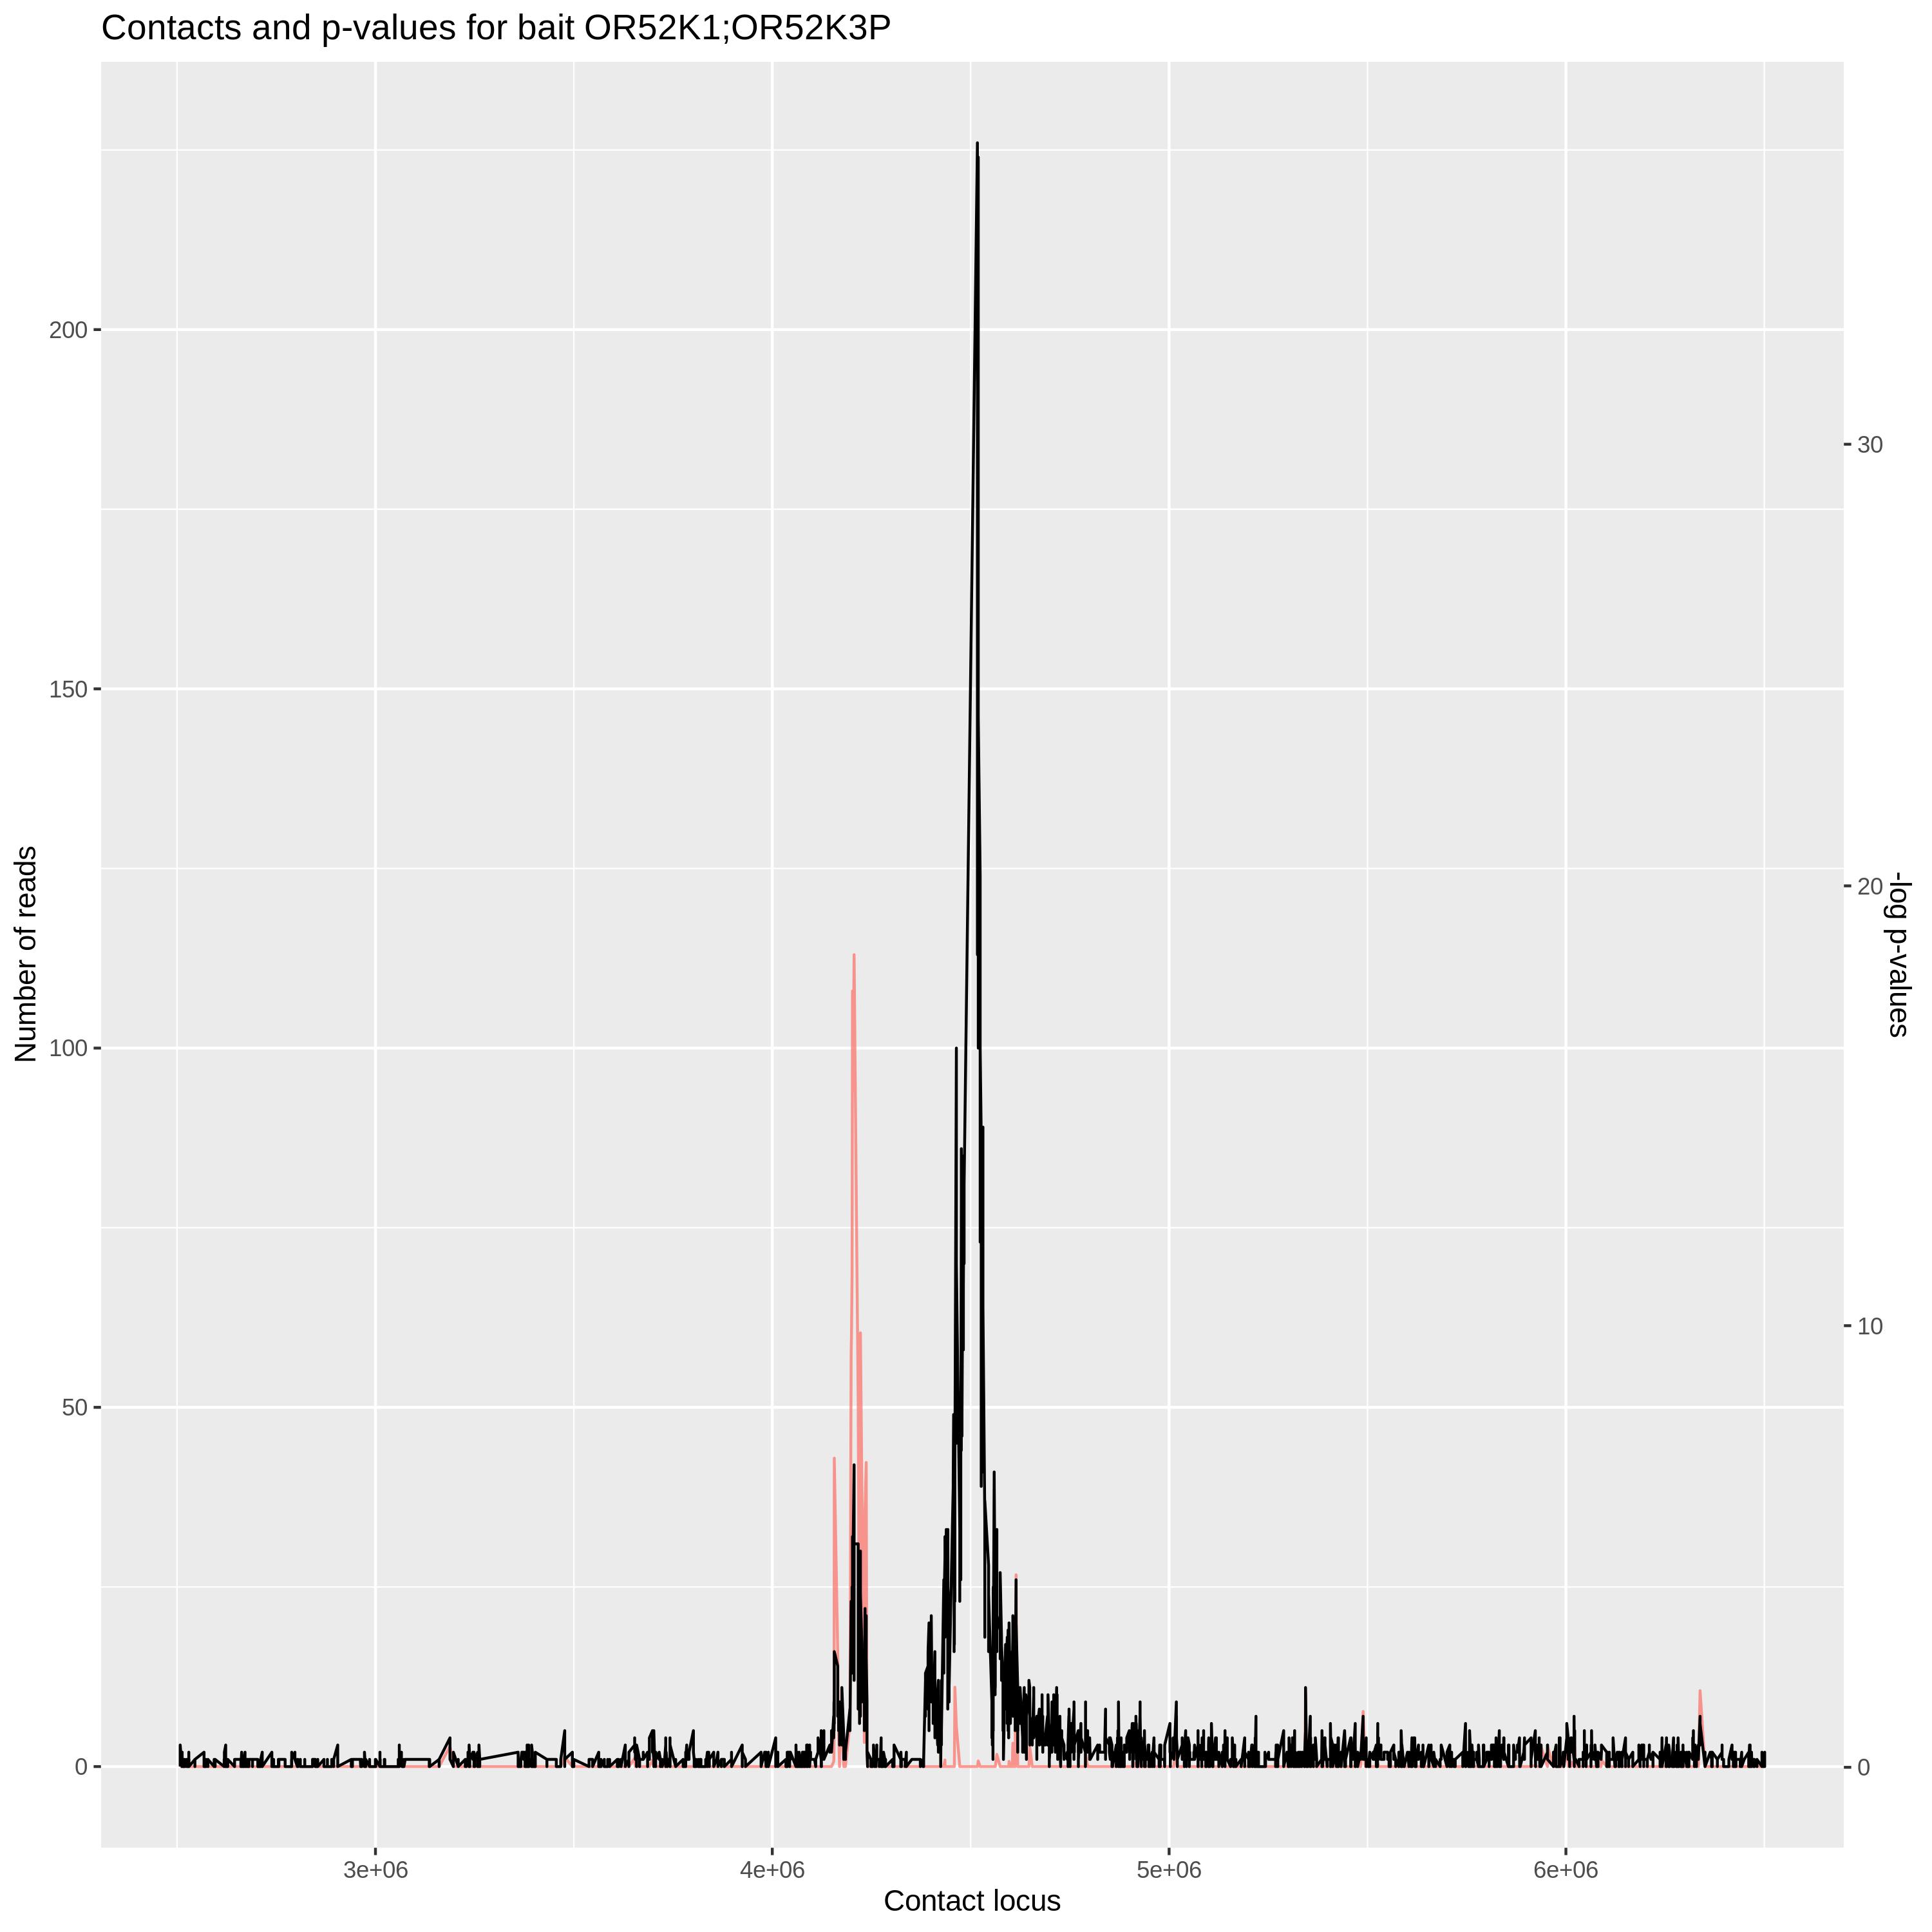 Contacts and p-values for bait OR52K1;OR52K3P
Number of reads
200
150
100
50
0
30
20
10
0
-log p-values
3e+06
4e+06
5e+06
6e+06
Contact locus